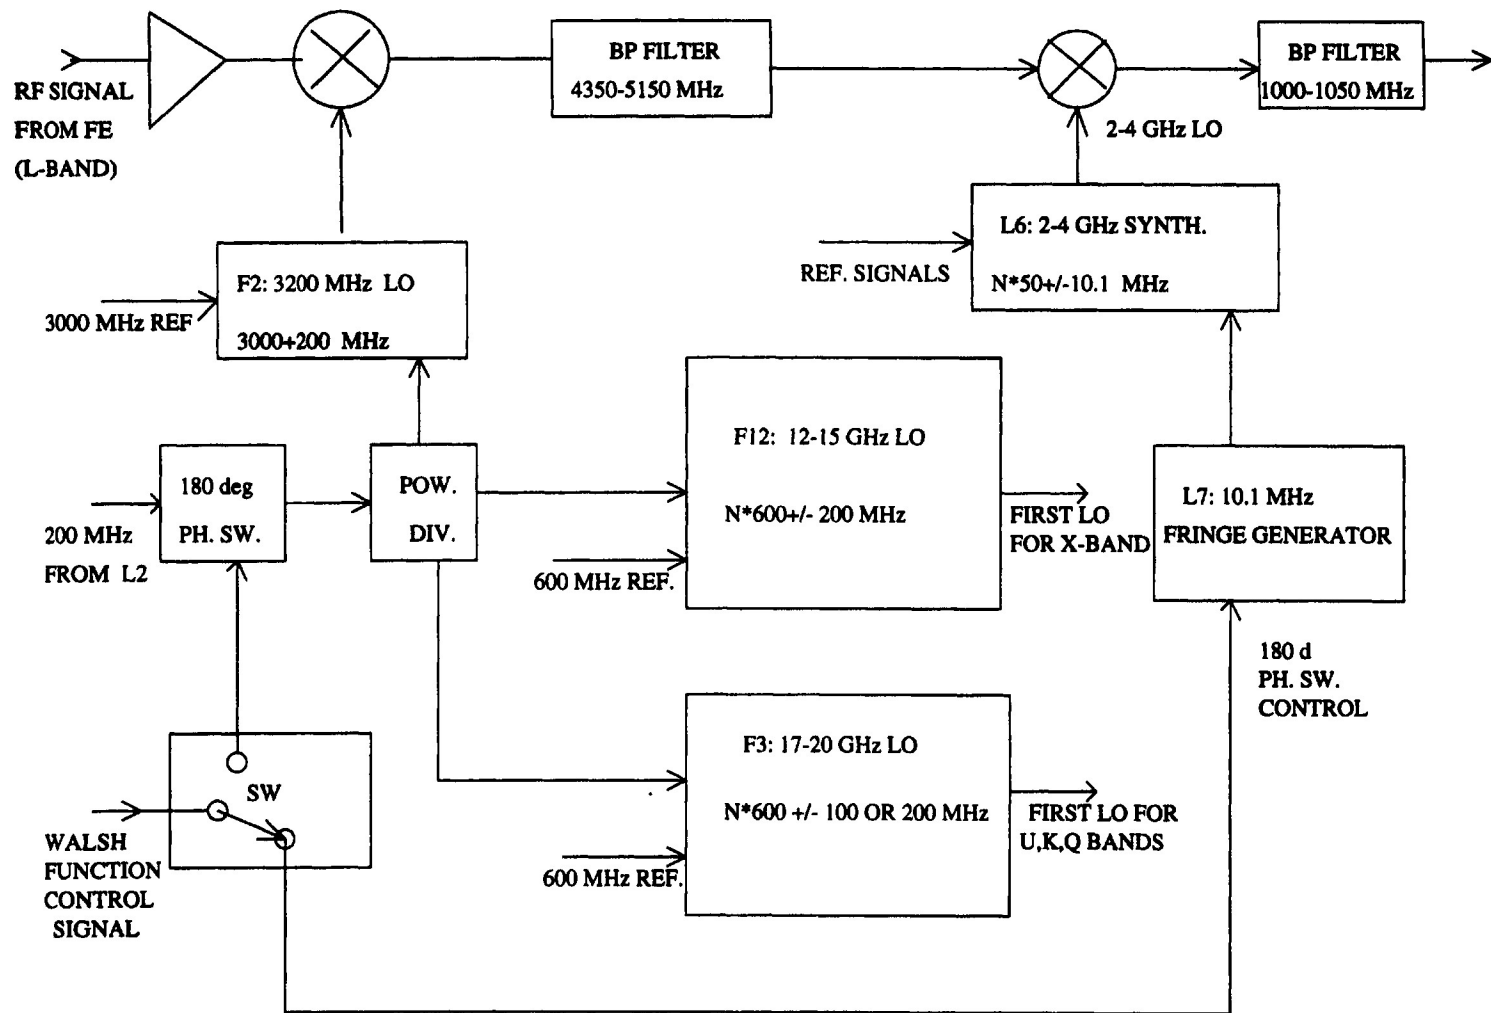 BP FILTER
4350-5150 MHz
BP FILTER
1000-1050 MHz
RF SIGNAL
FROM FE
(L-BAND)
2-4 GHz LO
L6: 2-4 GHz SYNTH.
N*50+/-10.1 MHz
REF. SIGNALS
F2: 3200 MHz LO
3000+200 MHz
3000 MHz REF
F12: 12-15 GHz LO
N*600+/- 200 MHz
180 deg
PH. SW.
POW.
DIV.
200 MHz
FROM L2
600 MHz REF.
FIRST LO
FOR X-BAND
L7: 10.1 MHz
FRINGE GENERATOR
180 d
PH. SW.
CONTROL
SW
WALSH
FUNCTION
CONTROL
SIGNAL
F3: 17-20 GHz LO
N*600 +/- 100 OR 200 MHz
600 MHz REF.
FIRST LO FOR
U,K,Q BANDS